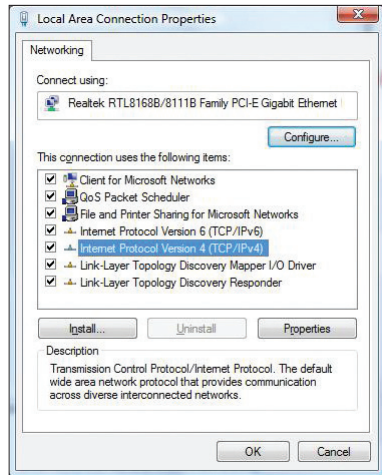 Local Area Connection Properties
Networking
Connect using:
Realtek RTL8168B/8111B Family PCI-E Gigabit Ethernet
Configure...
This connection uses the following items:
Client for Microsoft Networks
QoS Packet Scheduler
File and Printer Sharing for Microsoft Networks
Internet Protocol Version 6 (TCP/IPv6)
Internet Protocol Version 4 (TCP/IPv4)
Link-Layer Topology Discovery Mapper I/O Driver
Link-Layer Topology Discovery Responder
Install... Uninstall Properties
Description
Transmission Control Protocol/Internet Protocol. The default
wide area network protocol that provides communication
across diverse interconnected networks.
OK Cancel